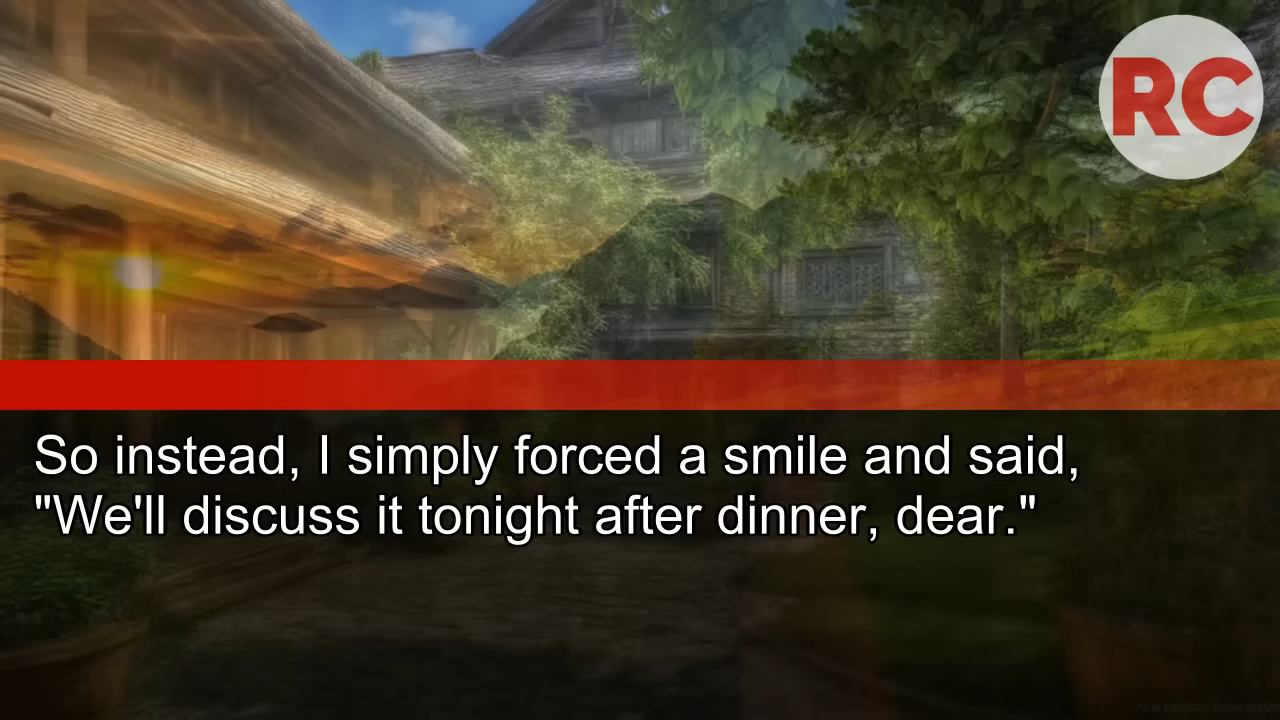 RC
So instead, I simply forced a smile and said,
"We'll discuss it tonight after dinner, dear."